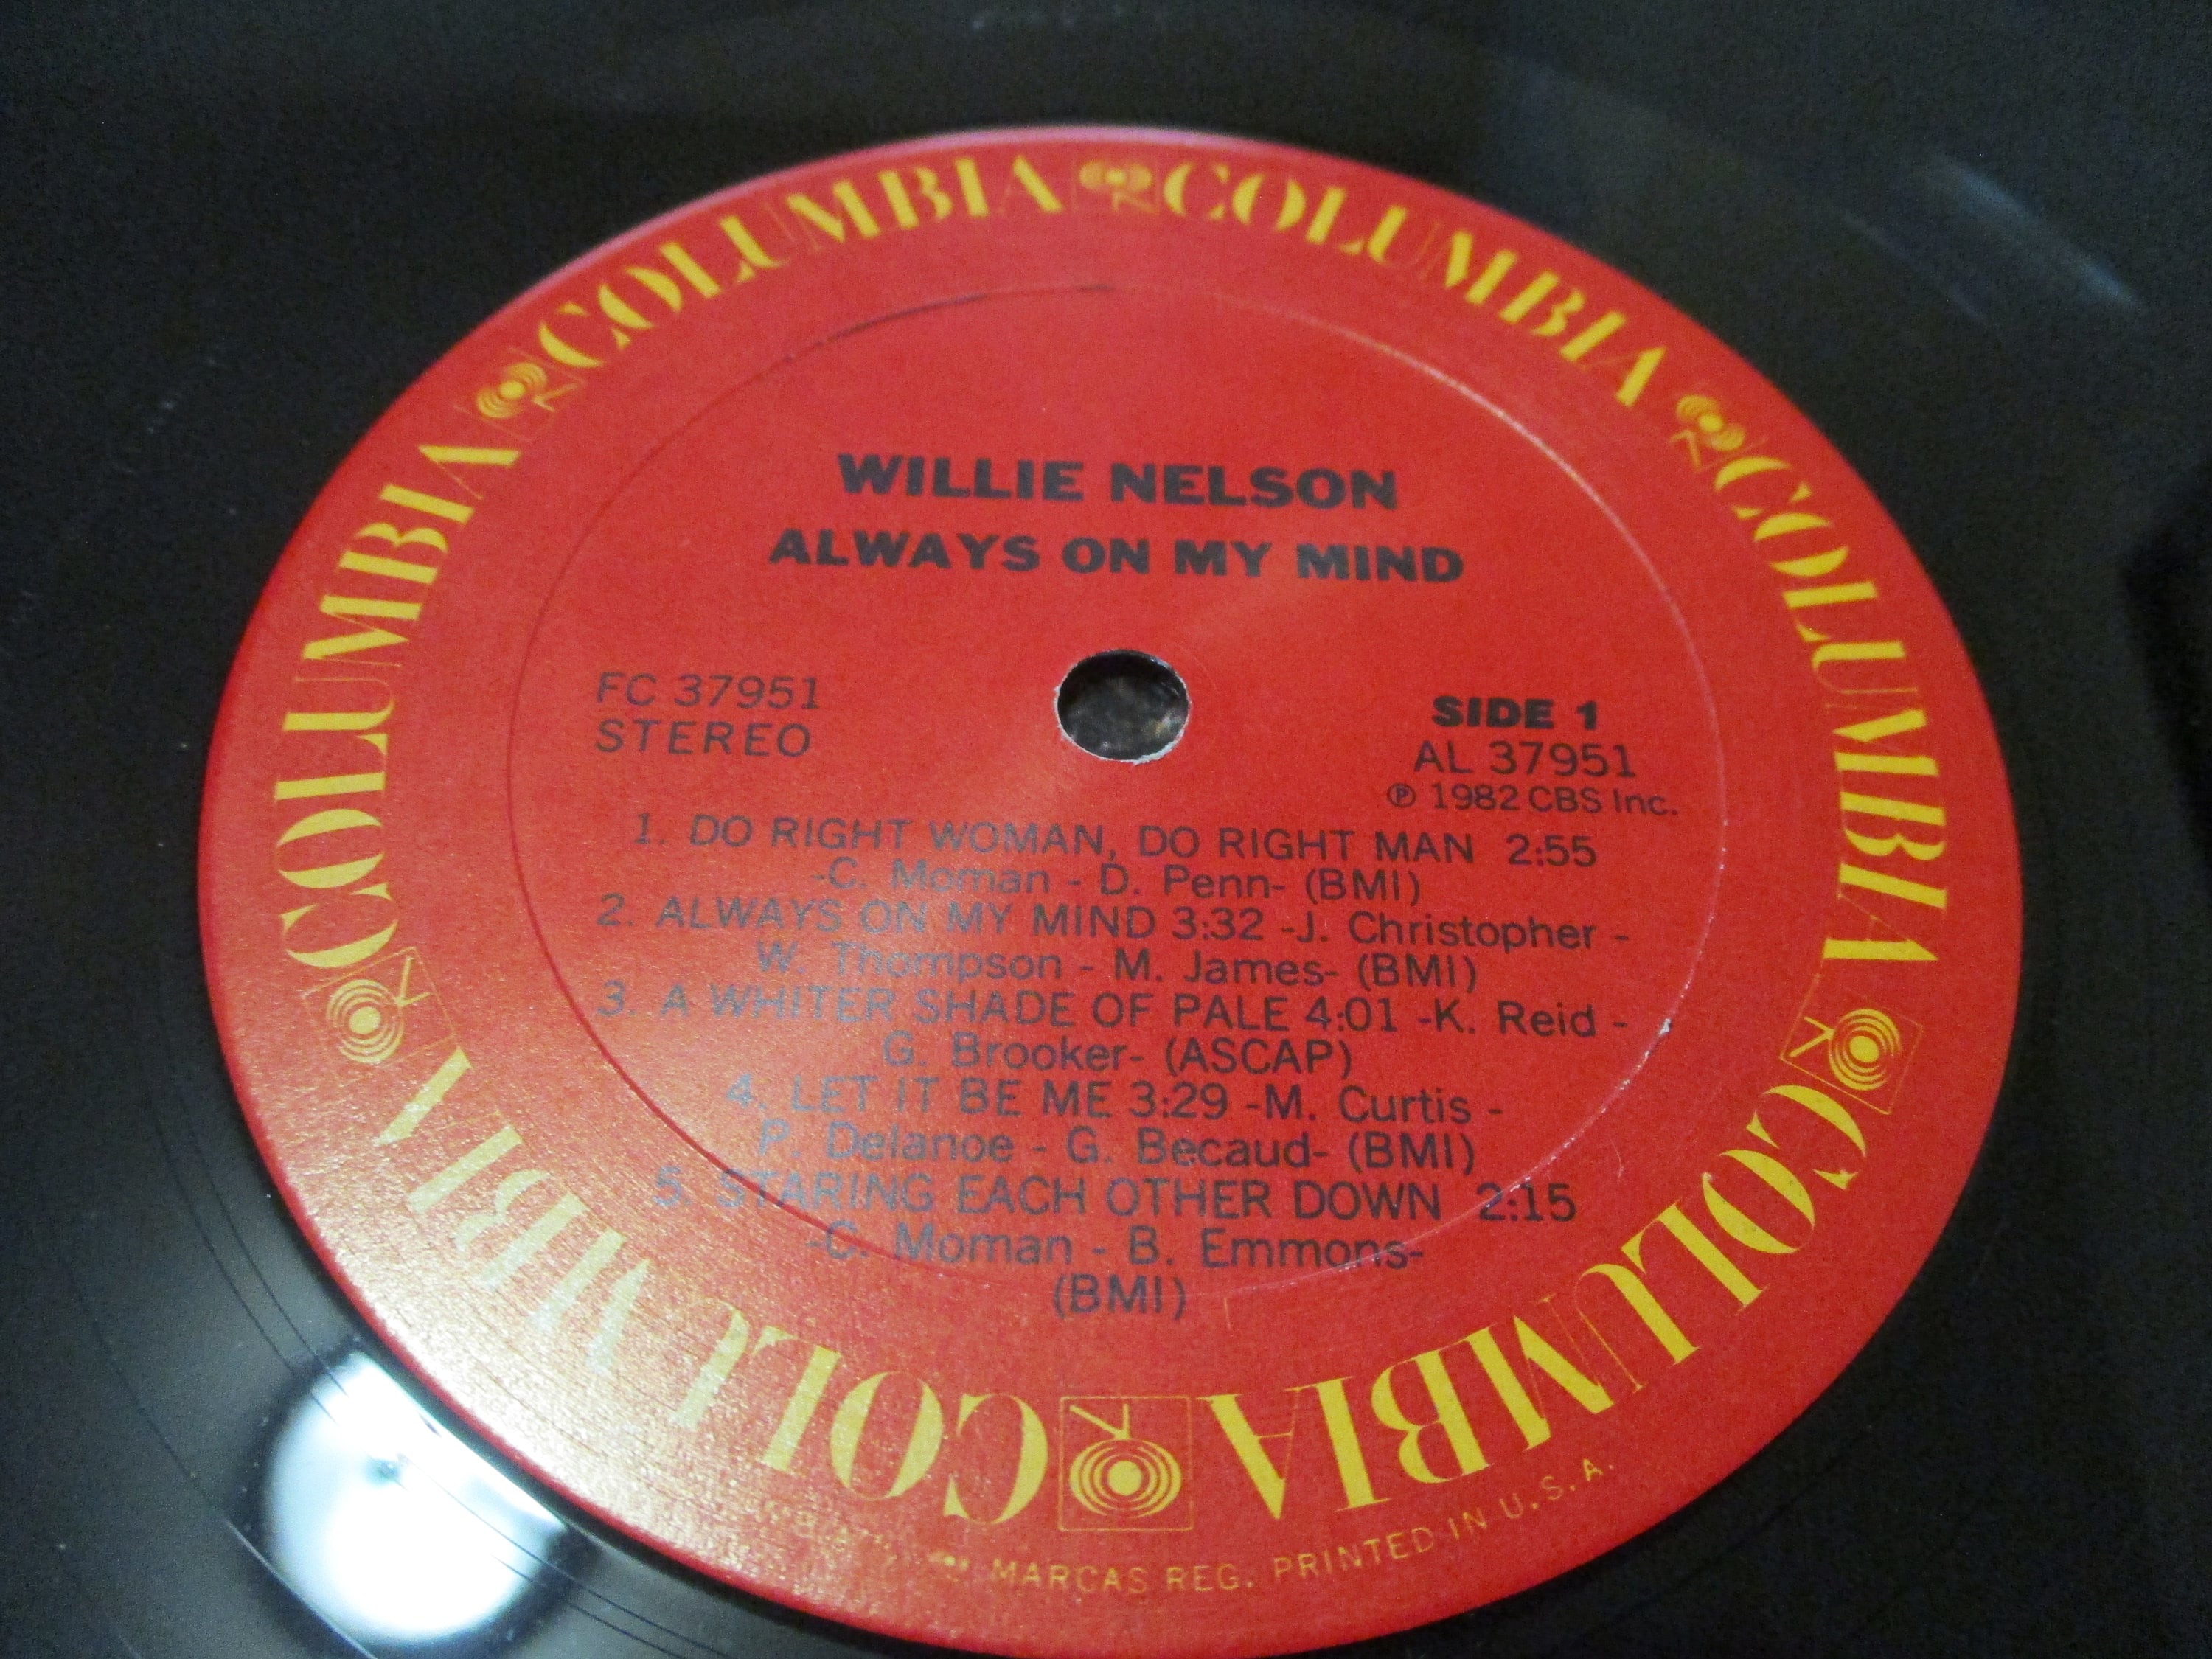 COLUMBIA COLUMBIA COLUMBIA COLUMBIA COLUMBIA COLUMBIA
WILLIE NELSON
ALWAYS ON MY MIND
FC 37951
STEREO
SIDE 1
AL 37951
℗ 1982 CBS Inc.
1. DO RIGHT WOMAN, DO RIGHT MAN 2:55
-C. Moman - D. Penn- (BMI)
2. ALWAYS ON MY MIND 3:32 -J. Christopher -
W. Thompson - M. James- (BMI)
3. A WHITER SHADE OF PALE 4:01 -K. Reid -
G. Brooker- (ASCAP)
4. LET IT BE ME 3:29 -M. Curtis -
P. Delanoe - G. Becaud- (BMI)
5. STARING EACH OTHER DOWN 2:15
-C. Moman - B. Emmons-
(BMI)
MARCAS REG. PRINTED IN U.S.A.